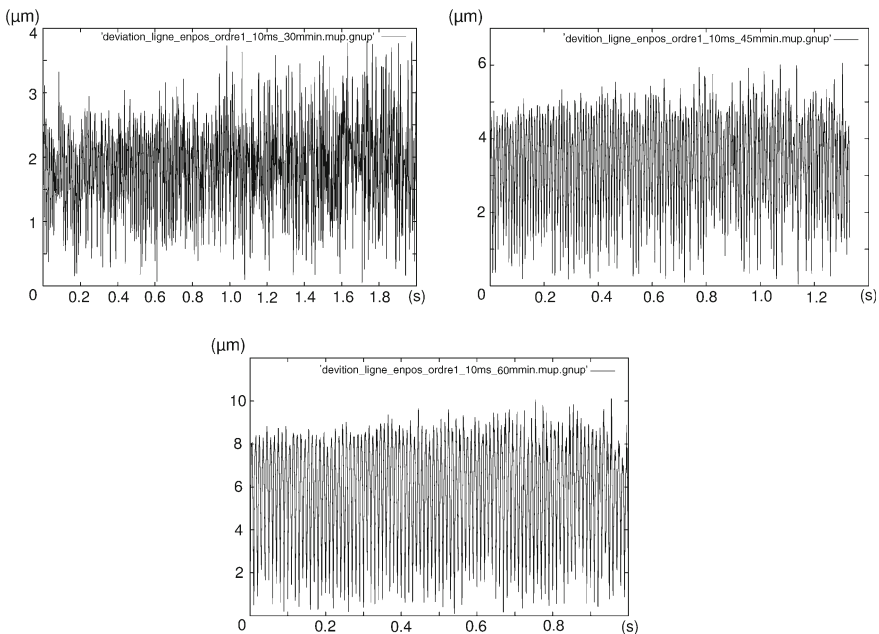 (μm)
'deviation_ligne_enpos_ordre1_10ms_30mmin.mup.gnup'
4
3
2
1
0
0.2 0.4 0.6 0.8 1.0 1.2 1.4 1.6 1.8 (s)
(μm)
'devition_ligne_enpos_ordre1_10ms_45mmin.mup.gnup'
6
4
2
0
0.2 0.4 0.6 0.8 1.0 1.2 (s)
(μm)
'devition_ligne_enpos_ordre1_10ms_60mmin.mup.gnup'
10
8
6
4
2
0 0.2 0.4 0.6 0.8 (s)